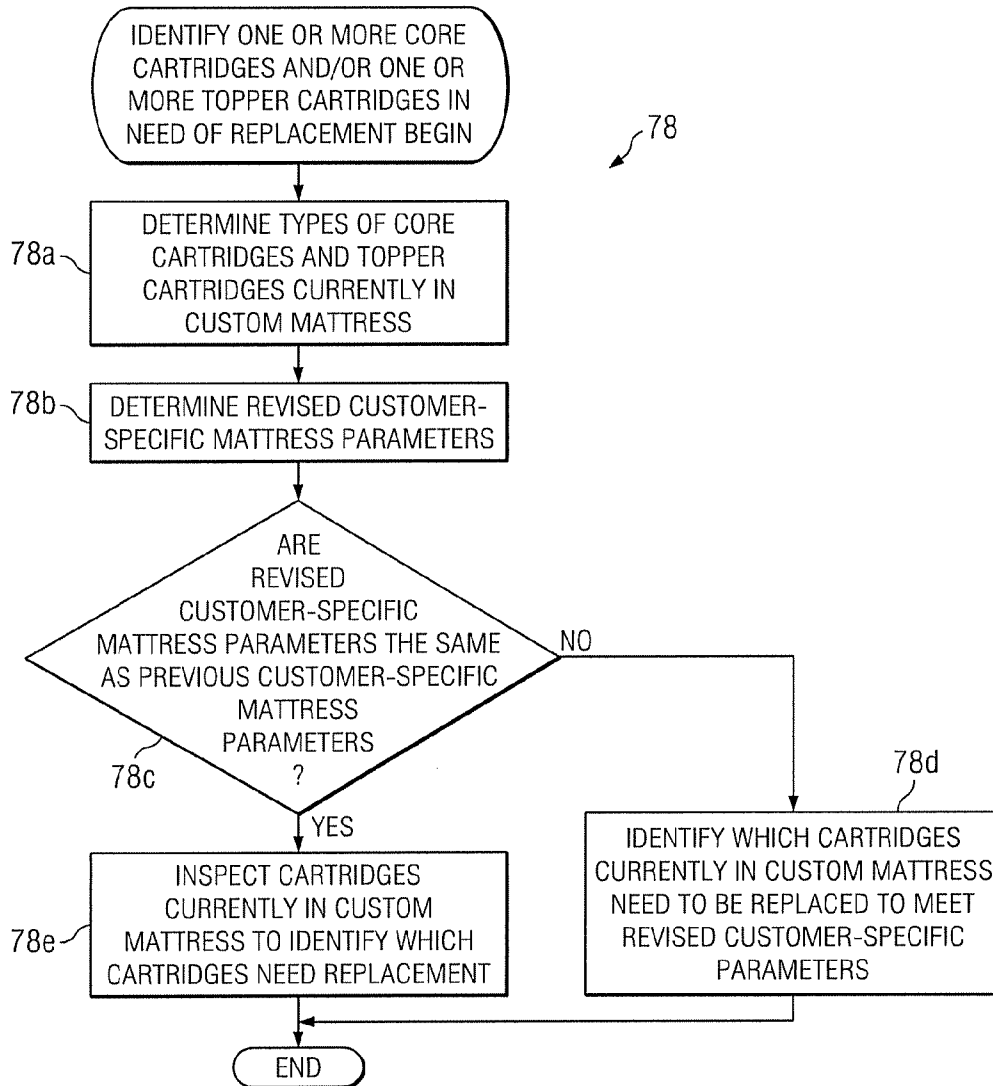 IDENTIFY ONE OR MORE CORE
CARTRIDGES AND/OR ONE OR
MORE TOPPER CARTRIDGES IN
NEED OF REPLACEMENT BEGIN
78
78a
DETERMINE TYPES OF CORE
CARTRIDGES AND TOPPER
CARTRIDGES CURRENTLY IN
CUSTOM MATTRESS
78b
DETERMINE REVISED CUSTOMER-
SPECIFIC MATTRESS PARAMETERS
ARE
REVISED
CUSTOMER-SPECIFIC
MATTRESS PARAMETERS THE SAME
AS PREVIOUS CUSTOMER-SPECIFIC
MATTRESS
PARAMETERS
?
78c
NO
YES
78d
IDENTIFY WHICH CARTRIDGES
CURRENTLY IN CUSTOM MATTRESS
NEED TO BE REPLACED TO MEET
REVISED CUSTOMER-SPECIFIC
PARAMETERS
78e
INSPECT CARTRIDGES
CURRENTLY IN CUSTOM
MATTRESS TO IDENTIFY WHICH
CARTRIDGES NEED REPLACEMENT
END